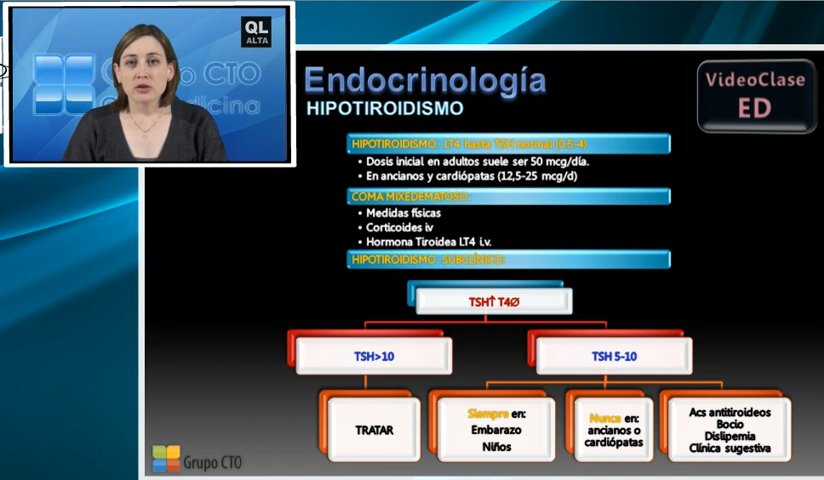 QL
ALTA
Grupo CTO
Endocrinología
HIPOTIROIDISMO
VideoClase
ED
HIPOTIROIDISMO: LT4 hasta TSH normal (0.5-4)
• Dosis inicial en adultos suele ser 50 mcg/día.
• En ancianos y cardiópatas (12,5-25 mcg/d)
COMA MIXEDEMATOSO:
• Medidas físicas
• Corticoides iv
• Hormona Tiroidea LT4 i.v.
HIPOTIROIDISMO SUBCLÍNICO:
TSH↑ T4Ø
TSH>10
TSH 5-10
TRATAR
Siempre en:
Embarazo
Niños
Nunca en:
ancianos o
cardiópatas
Acs antitiroideos
Bocio
Dislipemia
Clínica sugestiva
Grupo CTO